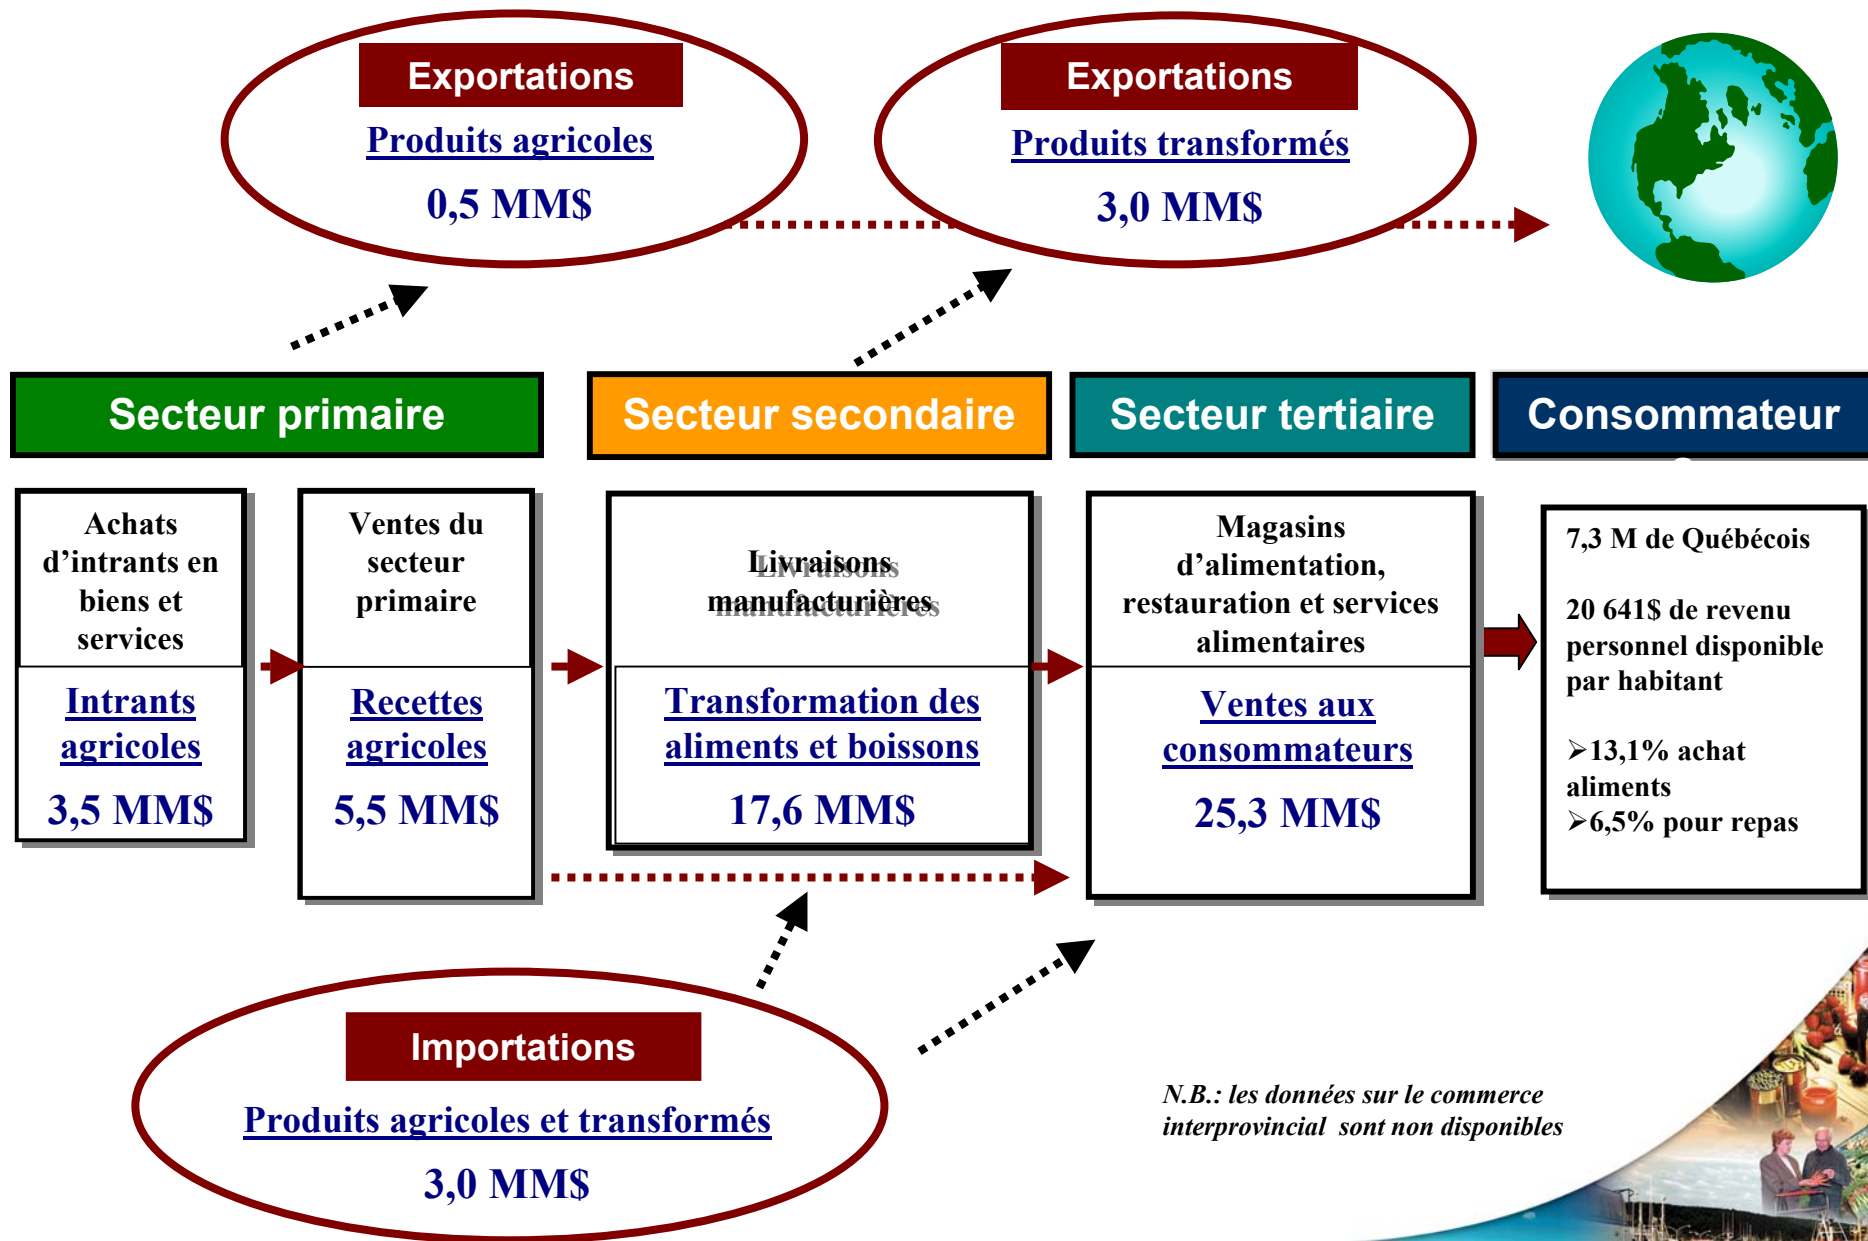 Exportations
Produits agricoles
0,5 MM$
Exportations
Produits transformés
3,0 MM$
Secteur primaire
Secteur secondaire
Secteur tertiaire
Consommateur
Achats
d’intrants en
biens et
services
Intrants
agricoles
3,5 MM$
Ventes du
secteur
primaire
Recettes
agricoles
5,5 MM$
Livraisons
manufacturières
Transformation des
aliments et boissons
17,6 MM$
Magasins
d’alimentation,
restauration et services
alimentaires
Ventes aux
consommateurs
25,3 MM$
7,3 M de Québécois
20 641$ de revenu
personnel disponible
par habitant
➢13,1% achat
aliments
➢6,5% pour repas
Importations
Produits agricoles et transformés
3,0 MM$
N.B.: les données sur le commerce
interprovincial sont non disponibles